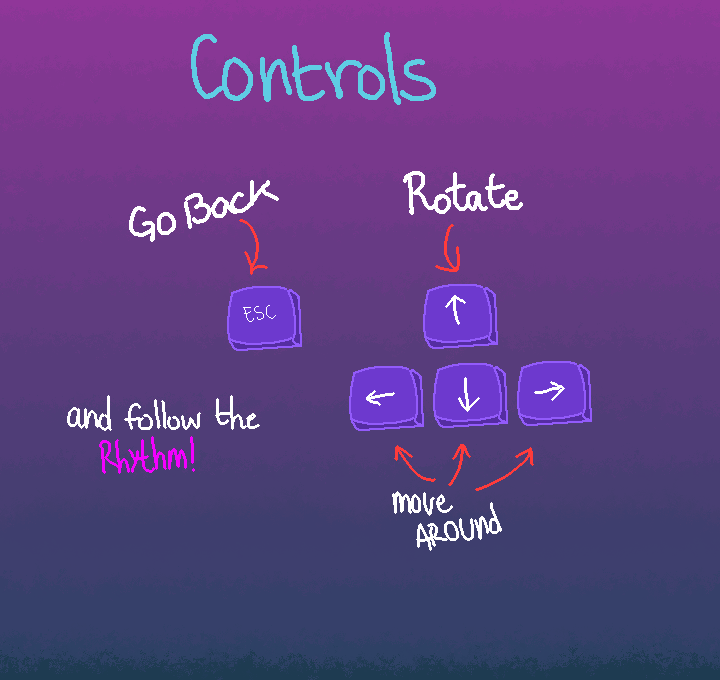 Controls
Go Back
Rotate
ESC
↑
← ↓ →
and follow the
Rhythm!
move
AROUND